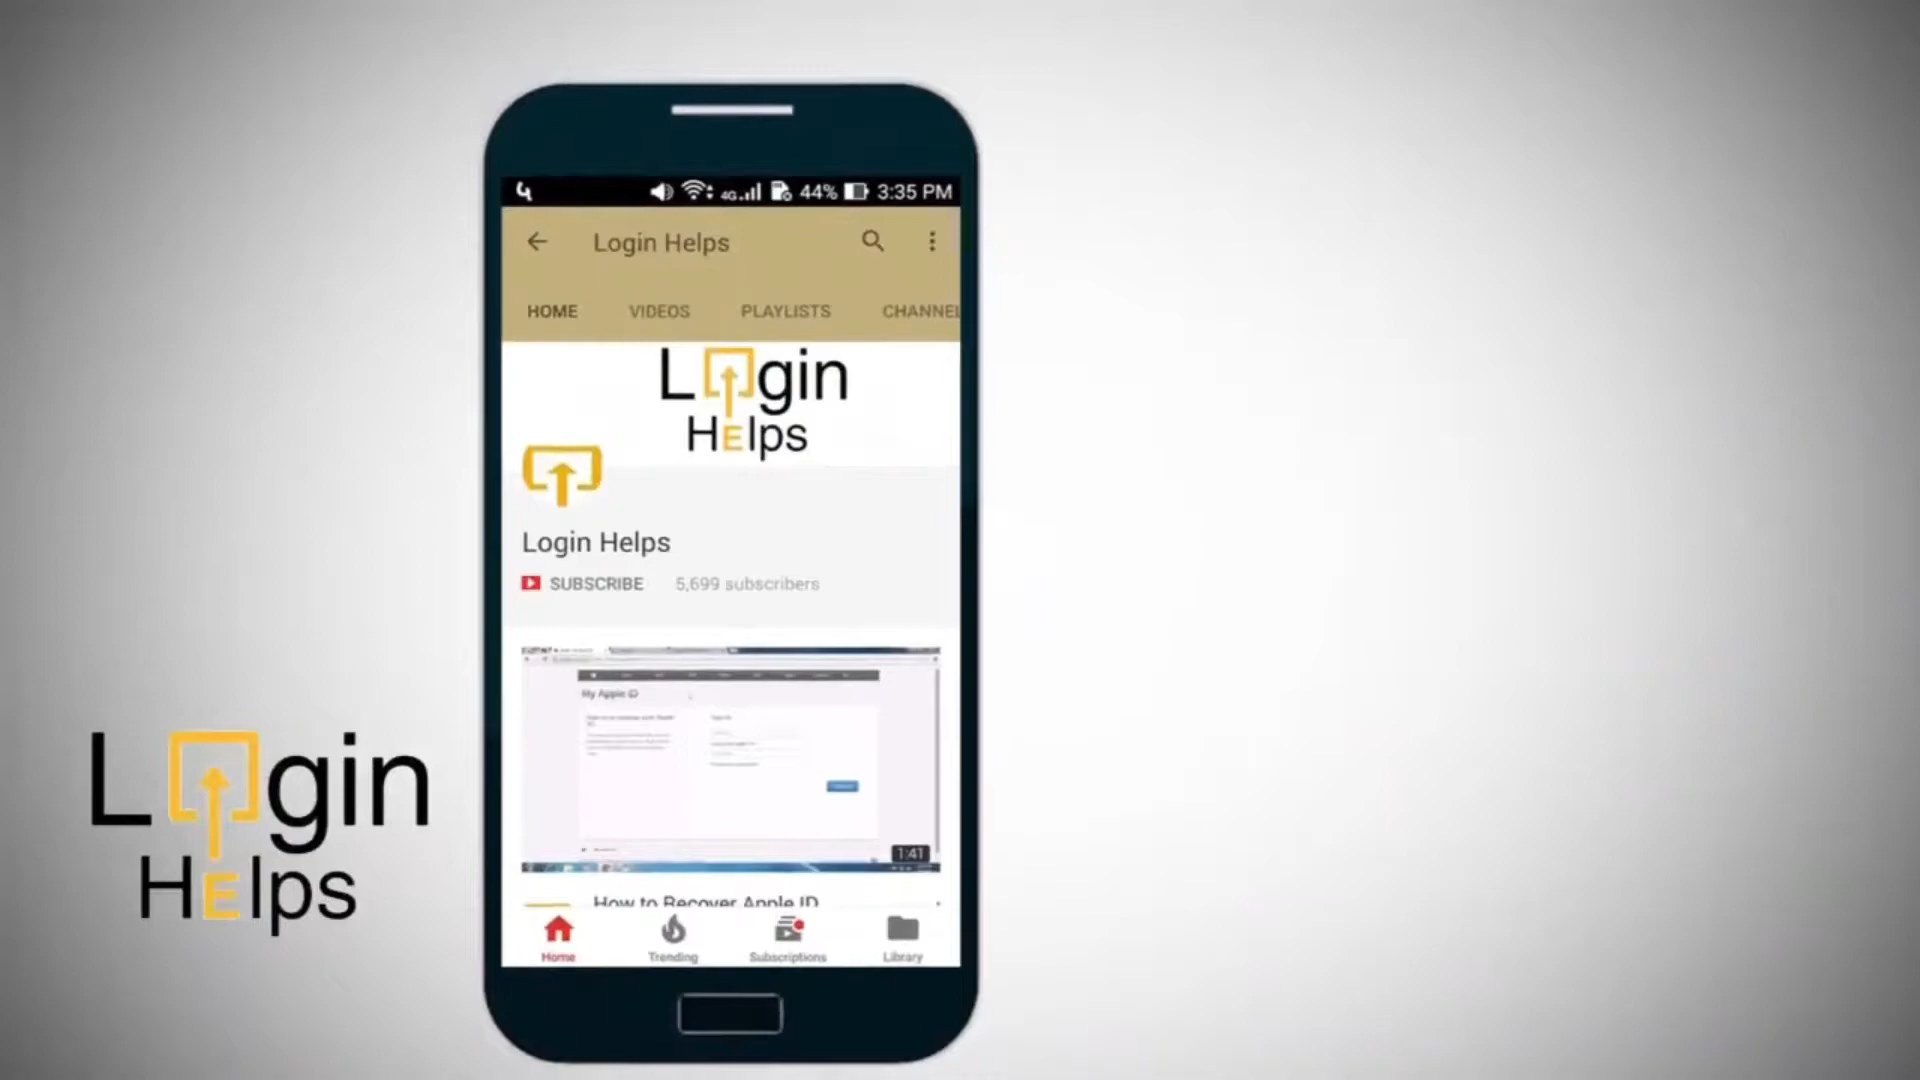 4G 44% 3:35 PM
Login Helps
HOME VIDEOS PLAYLISTS CHANNEL
Login
Helps
Login Helps
SUBSCRIBE 5,699 subscribers
My Apple ID
1:41
How to Recover Apple ID
Home Trending Subscriptions Library
Login
Helps